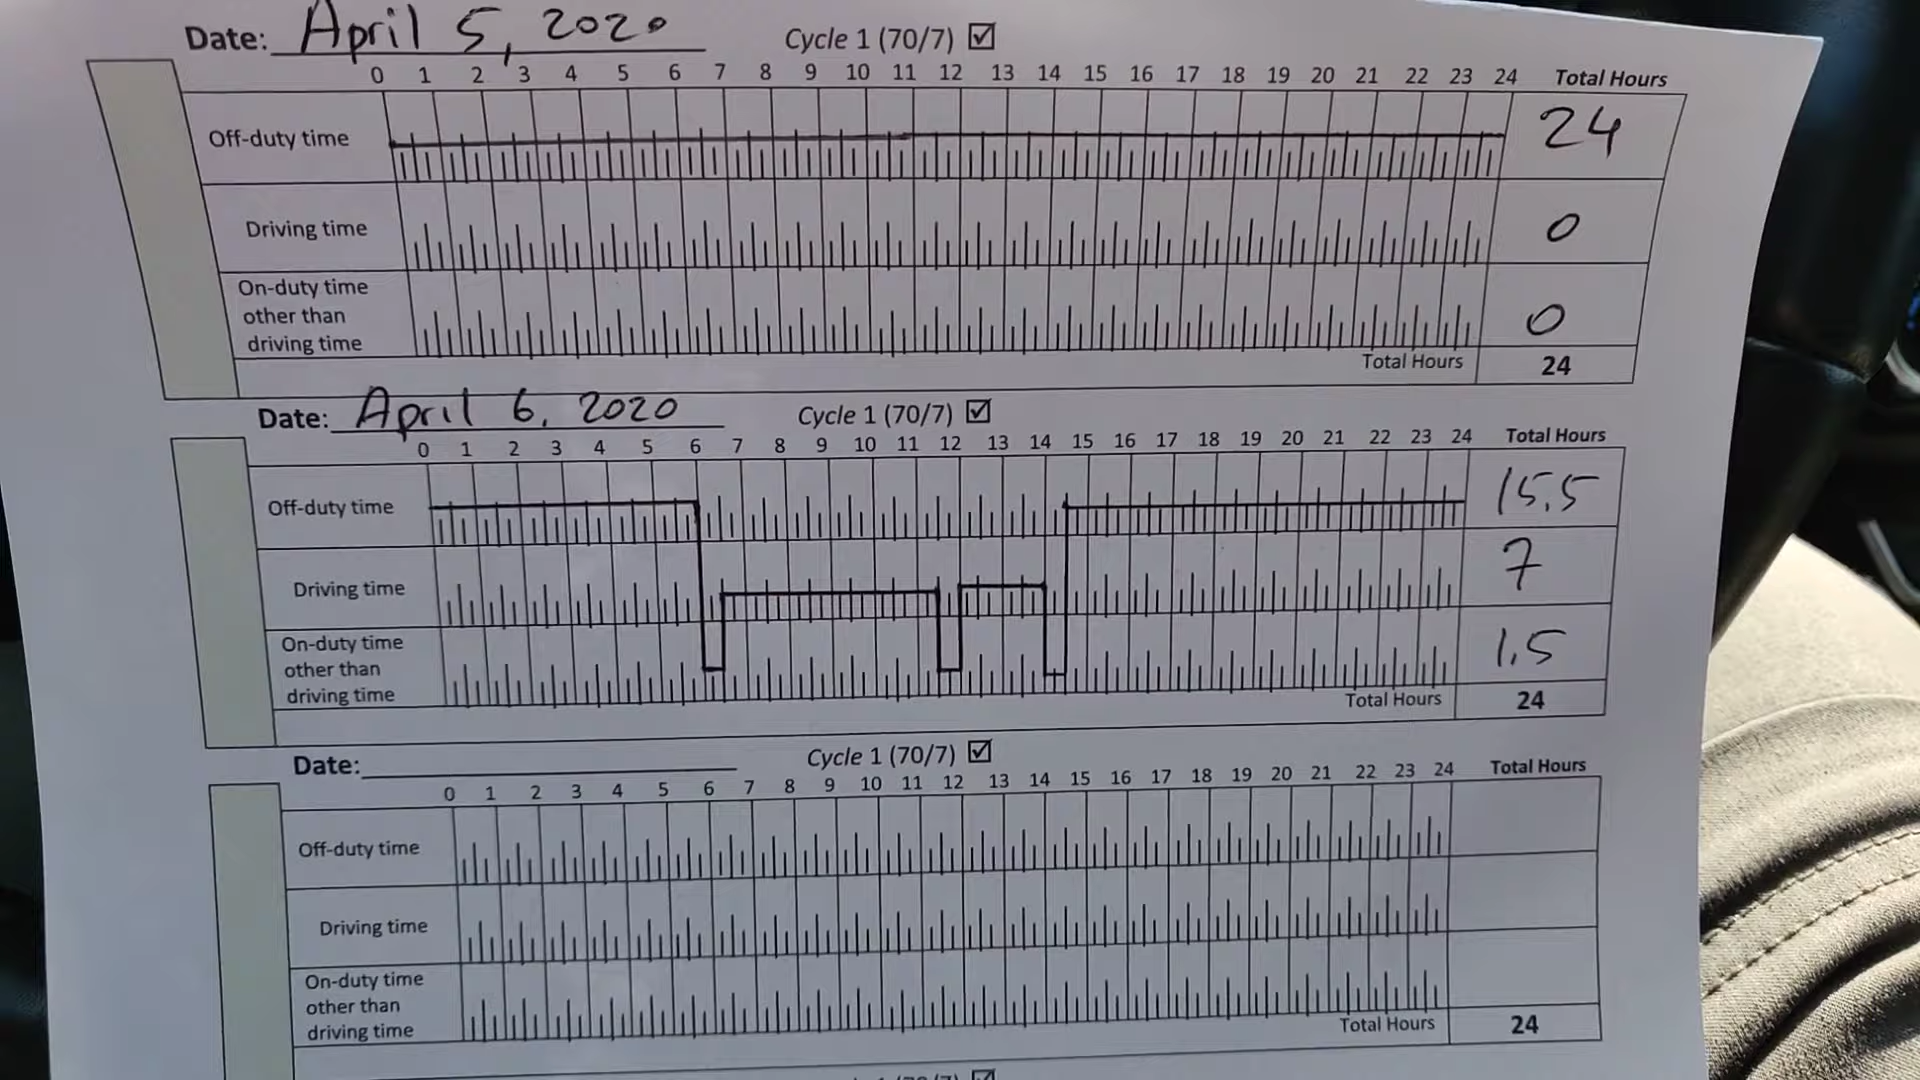 Date: April 5, 2020 Cycle 1 (70/7) ☑
0 1 2 3 4 5 6 7 8 9 10 11 12 13 14 15 16 17 18 19 20 21 22 23 24 Total Hours
Off-duty time 24
Driving time 0
On-duty time
other than 0
driving time
Total Hours 24
Date: April 6, 2020 Cycle 1 (70/7) ☑
0 1 2 3 4 5 6 7 8 9 10 11 12 13 14 15 16 17 18 19 20 21 22 23 24 Total Hours
Off-duty time 15.5
Driving time 7
On-duty time
other than 1.5
driving time
Total Hours 24
Date: Cycle 1 (70/7) ☑
0 1 2 3 4 5 6 7 8 9 10 11 12 13 14 15 16 17 18 19 20 21 22 23 24 Total Hours
Off-duty time
Driving time
On-duty time
other than
driving time
Total Hours 24